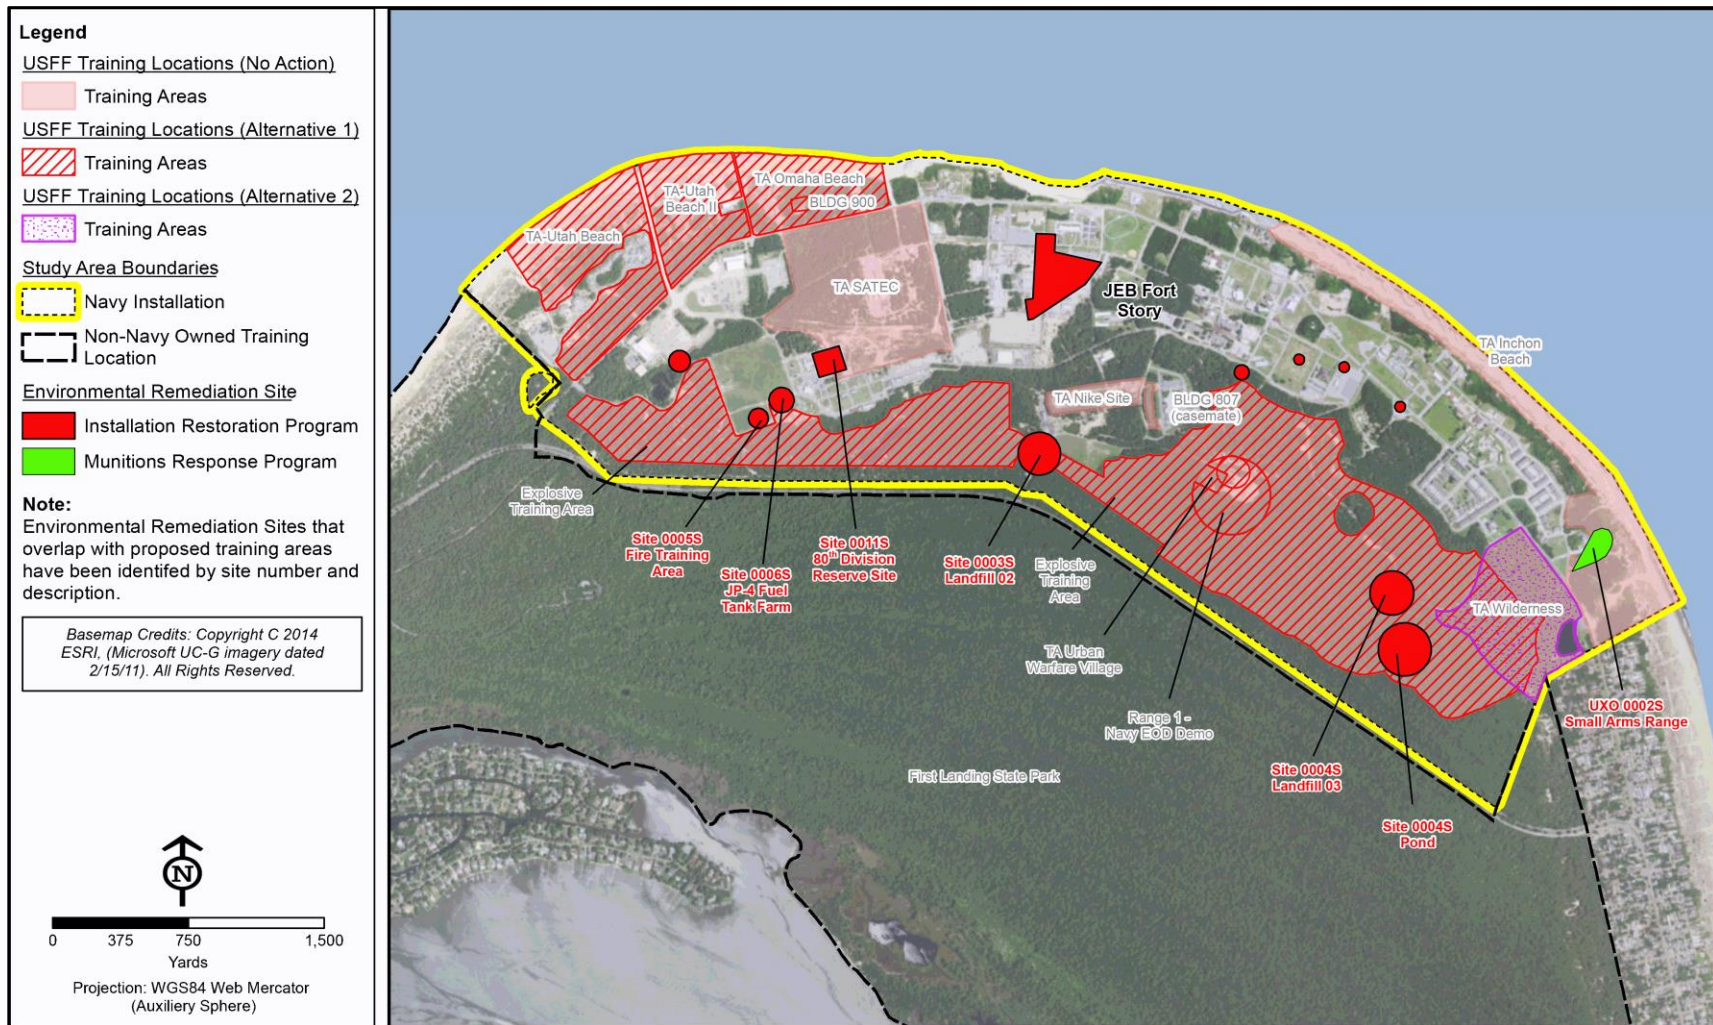 Legend
USFF Training Locations (No Action)
Training Areas
USFF Training Locations (Alternative 1)
Training Areas
USFF Training Locations (Alternative 2)
Training Areas
Study Area Boundaries
Navy Installation
Non-Navy Owned Training
Location
Environmental Remediation Site
Installation Restoration Program
Munitions Response Program
Note:
Environmental Remediation Sites that
overlap with proposed training areas
have been identifed by site number and
description.
Basemap Credits: Copyright C 2014
ESRI, (Microsoft UC-G imagery dated
2/15/11). All Rights Reserved.
N
0 375 750 1,500
Yards
Projection: WGS84 Web Mercator
(Auxiliery Sphere)
TA-Utah Beach
TA-Utah
Beach II
TA Omaha Beach
BLDG 900
TA SATEC
JEB Fort
Story
TA Inchon
Beach
TA Nike Site
BLDG 807
(casemate)
Explosive
Training Area
Site 0005S
Fire Training
Area
Site 0006S
JP-4 Fuel
Tank Farm
Site 0011S
80th Division
Reserve Site
Site 0003S
Landfill 02
Explosive
Training
Area
TA Urban
Warfare Village
Range 1 -
Navy EOD Demo
TA Wilderness
UXO 0002S
Small Arms Range
Site 0004S
Landfill 03
Site 0004S
Pond
First Landing State Park